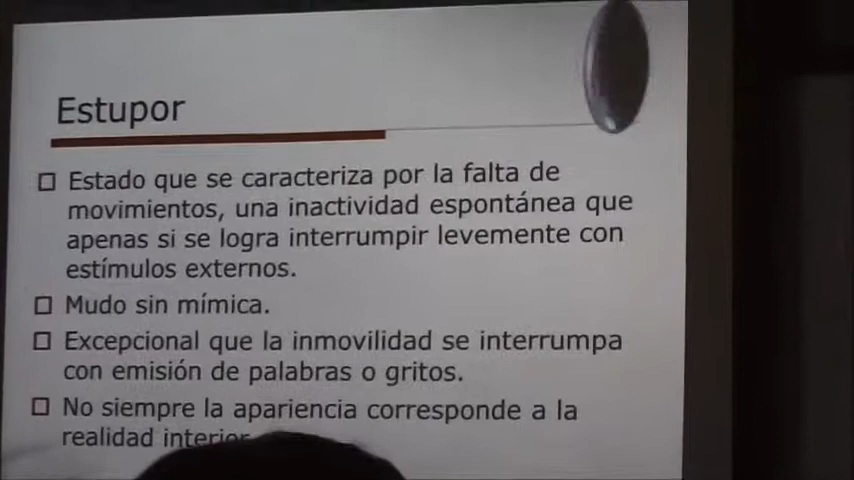 Estupor
Estado que se caracteriza por la falta de
movimientos, una inactividad espontánea que
apenas si se logra interrumpir levemente con
estímulos externos.
Mudo sin mímica.
Excepcional que la inmovilidad se interrumpa
con emisión de palabras o gritos.
No siempre la apariencia corresponde a la
realidad interior.